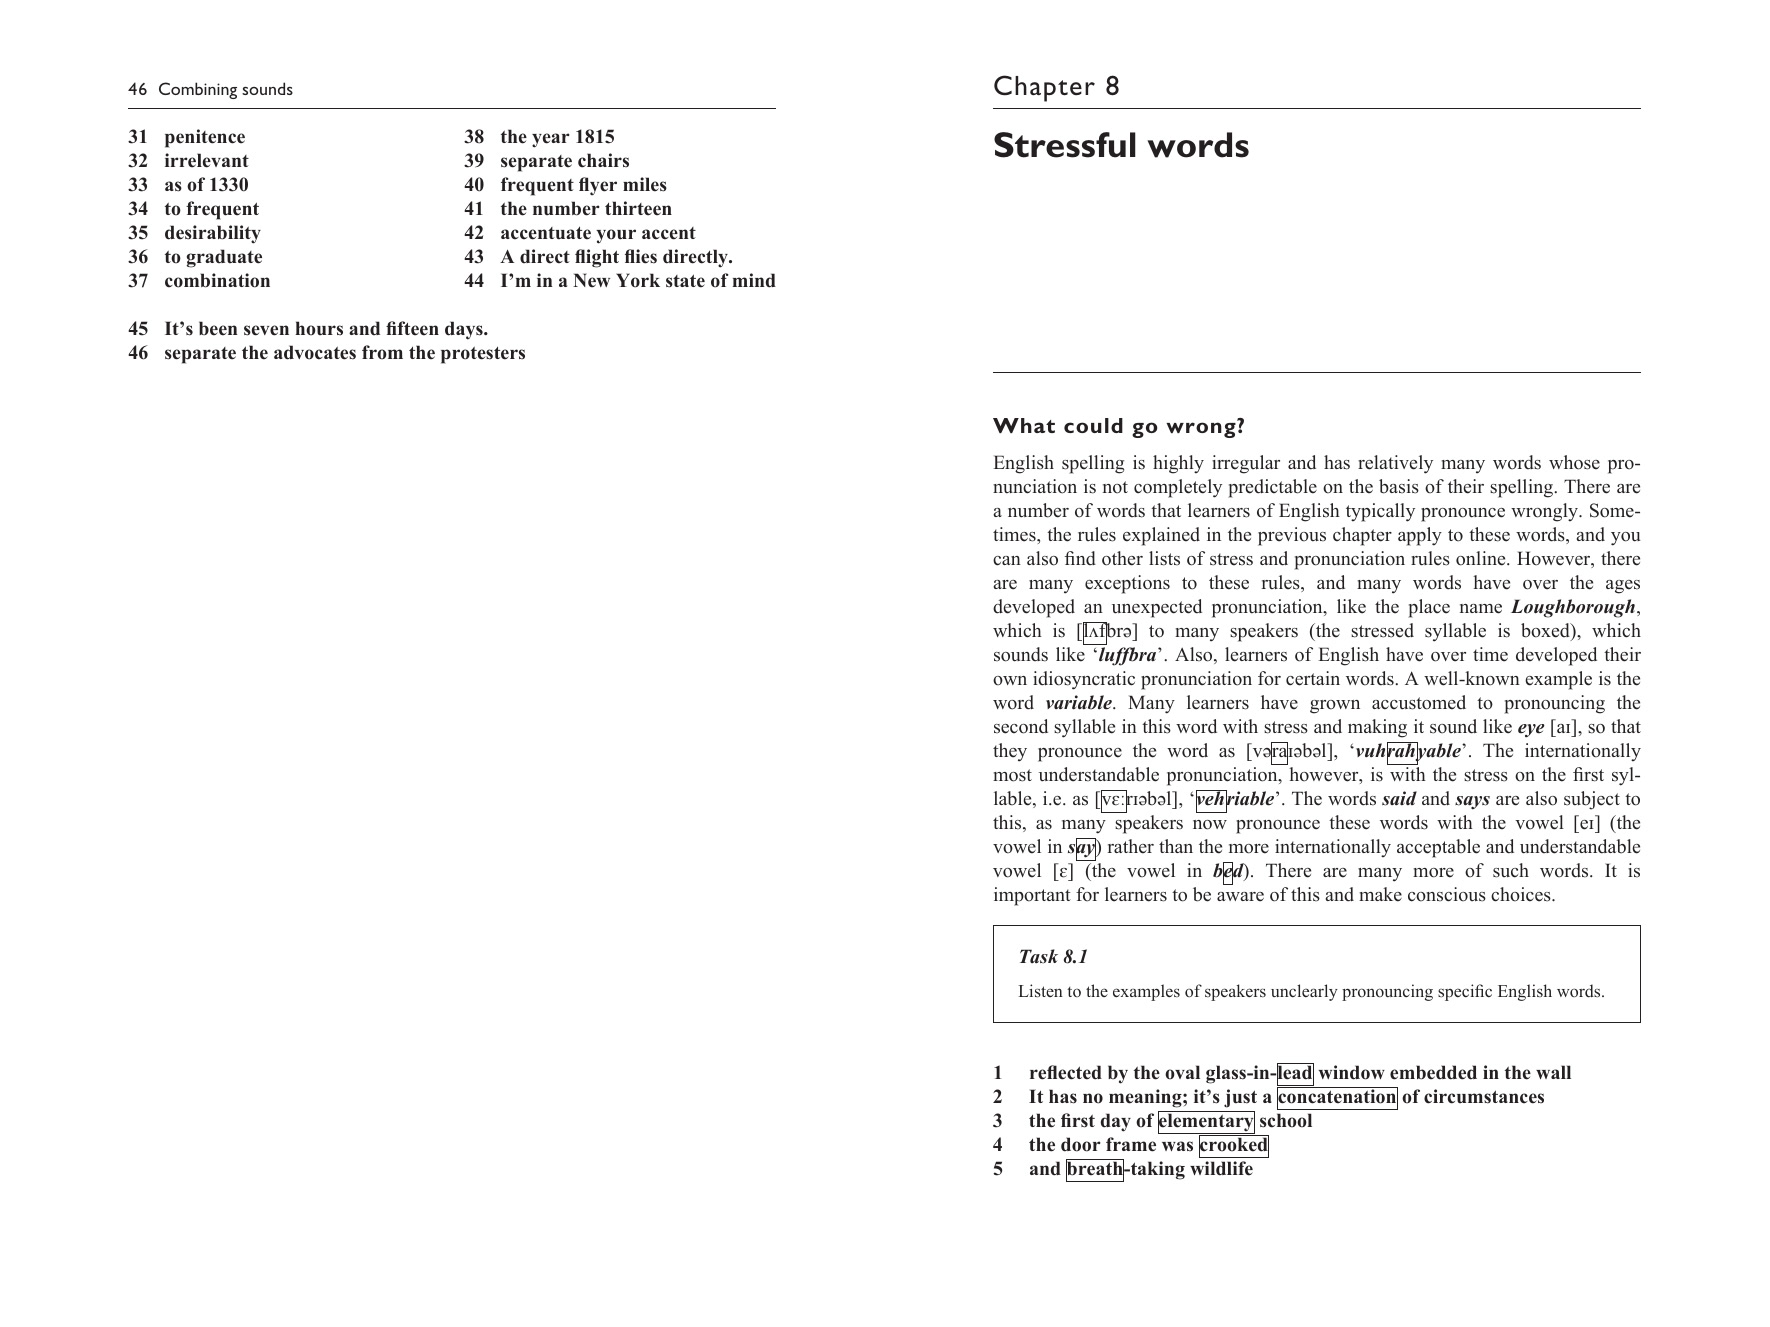 46 Combining sounds
31 penitence
32 irrelevant
33 as of 1330
34 to frequent
35 desirability
36 to graduate
37 combination
38 the year 1815
39 separate chairs
40 frequent flyer miles
41 the number thirteen
42 accentuate your accent
43 A direct flight flies directly.
44 I’m in a New York state of mind
45 It’s been seven hours and fifteen days.
46 separate the advocates from the protesters
Chapter 8
Stressful words
What could go wrong?
English spelling is highly irregular and has relatively many words whose pro-
nunciation is not completely predictable on the basis of their spelling. There are
a number of words that learners of English typically pronounce wrongly. Some-
times, the rules explained in the previous chapter apply to these words, and you
can also find other lists of stress and pronunciation rules online. However, there
are many exceptions to these rules, and many words have over the ages
developed an unexpected pronunciation, like the place name Loughborough,
which is [lʌfbrə] to many speakers (the stressed syllable is boxed), which
sounds like ‘luffbra’. Also, learners of English have over time developed their
own idiosyncratic pronunciation for certain words. A well-known example is the
word variable. Many learners have grown accustomed to pronouncing the
second syllable in this word with stress and making it sound like eye [aɪ], so that
they pronounce the word as [vəraɪəbəl], ‘vuhrahyable’. The internationally
most understandable pronunciation, however, is with the stress on the first syl-
lable, i.e. as [vɛːrɪəbəl], ‘vehriable’. The words said and says are also subject to
this, as many speakers now pronounce these words with the vowel [eɪ] (the
vowel in say) rather than the more internationally acceptable and understandable
vowel [ɛ] (the vowel in bed). There are many more of such words. It is
important for learners to be aware of this and make conscious choices.
Task 8.1
Listen to the examples of speakers unclearly pronouncing specific English words.
1 reflected by the oval glass-in-lead window embedded in the wall
2 It has no meaning; it’s just a concatenation of circumstances
3 the first day of elementary school
4 the door frame was crooked
5 and breath-taking wildlife